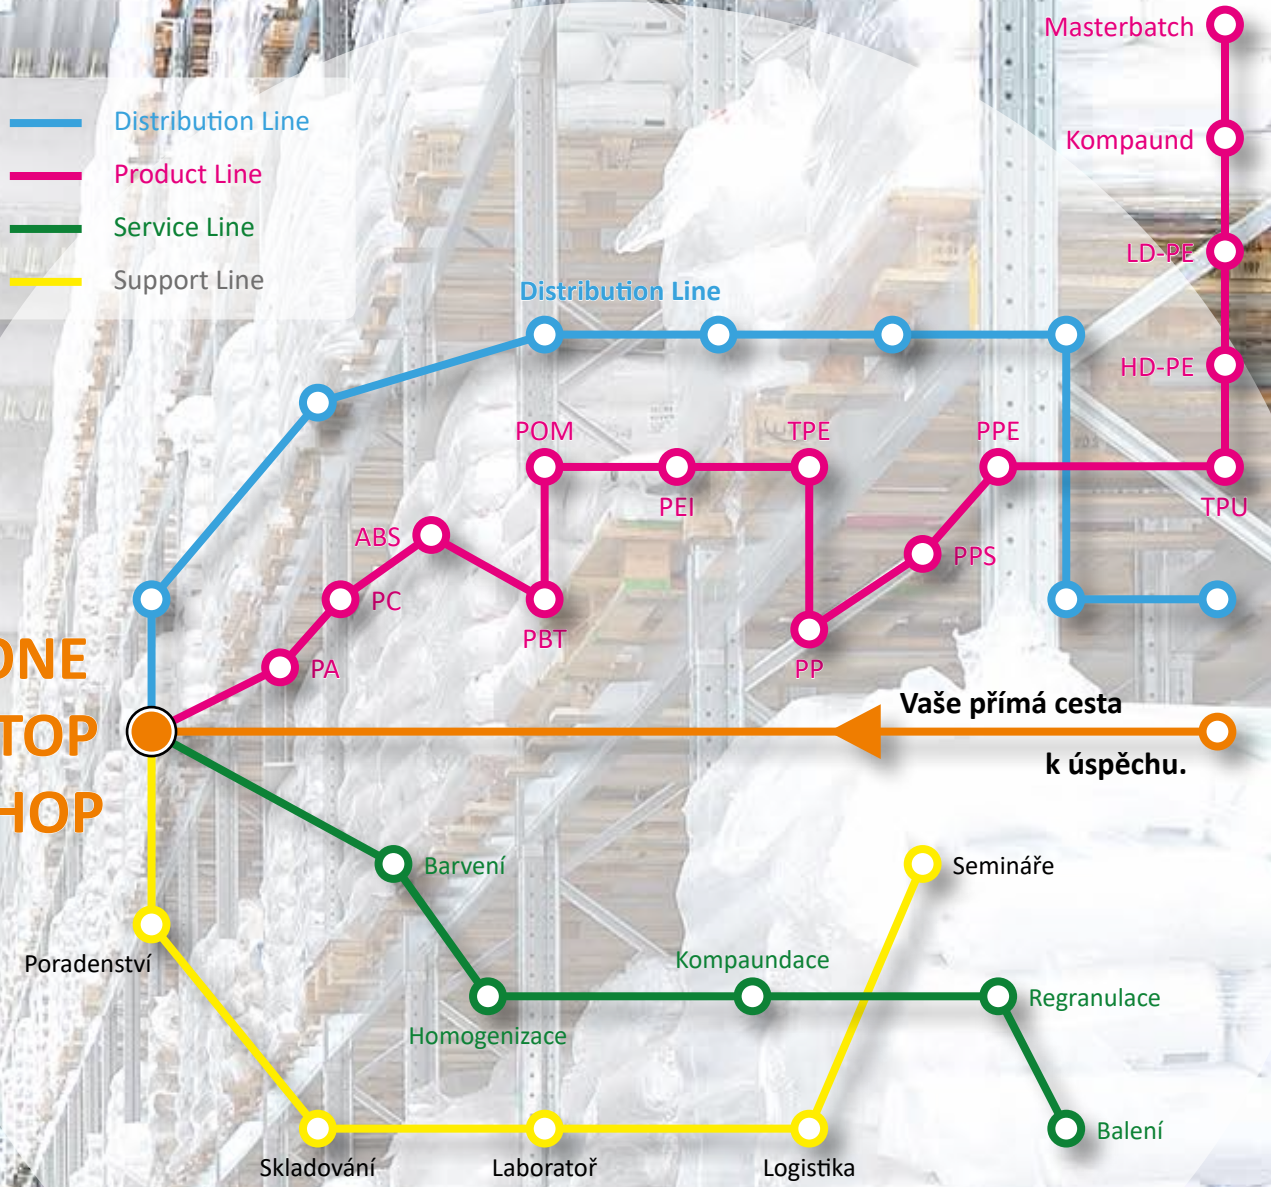 Masterbatch
Distribution Line
Product Line
Service Line
Support Line
Kompaund
LD-PE
Distribution Line
HD-PE
POM
TPE
PPE
PEI
TPU
ABS
PPS
PC
PBT
PP
PA
ONE
TOP
HOP
Vaše přímá cesta
k úspěchu.
Barvení
Semináře
Poradenství
Kompaundace
Regranulace
Homogenizace
Balení
Skladování
Laboratoř
Logistika